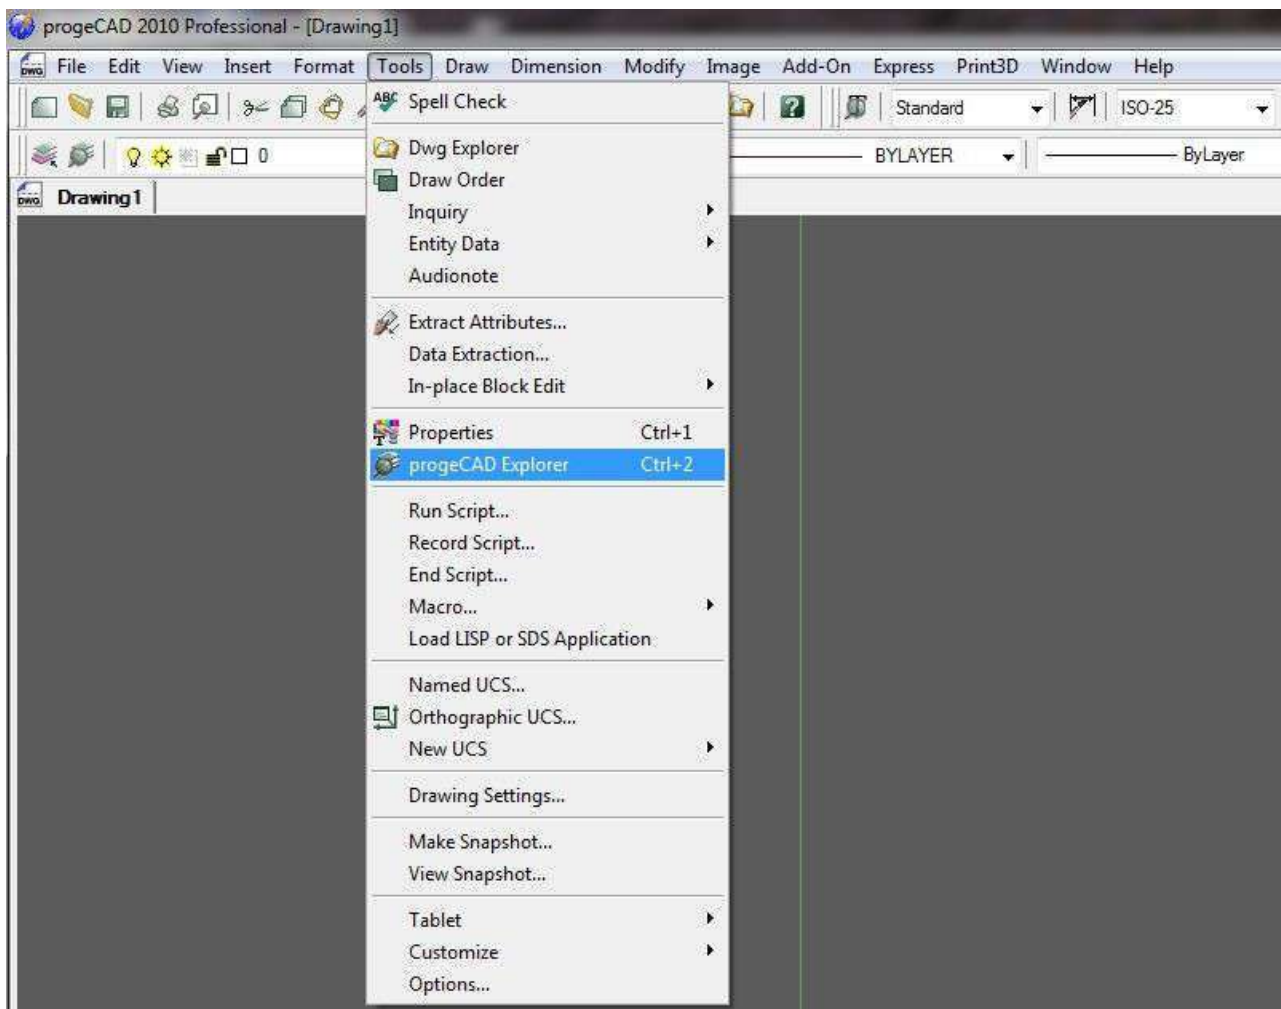 progeCAD 2010 Professional - [Drawing1]
File Edit View Insert Format Tools Draw Dimension Modify Image Add-On Express Print3D Window Help
Standard ISO-25
0 BYLAYER ByLayer
Drawing1
ABC Spell Check
Dwg Explorer
Draw Order
Inquiry
Entity Data
Audionote
Extract Attributes...
Data Extraction...
In-place Block Edit
Properties Ctrl+1
progeCAD Explorer Ctrl+2
Run Script...
Record Script...
End Script...
Macro...
Load LISP or SDS Application
Named UCS...
Orthographic UCS...
New UCS
Drawing Settings...
Make Snapshot...
View Snapshot...
Tablet
Customize
Options...